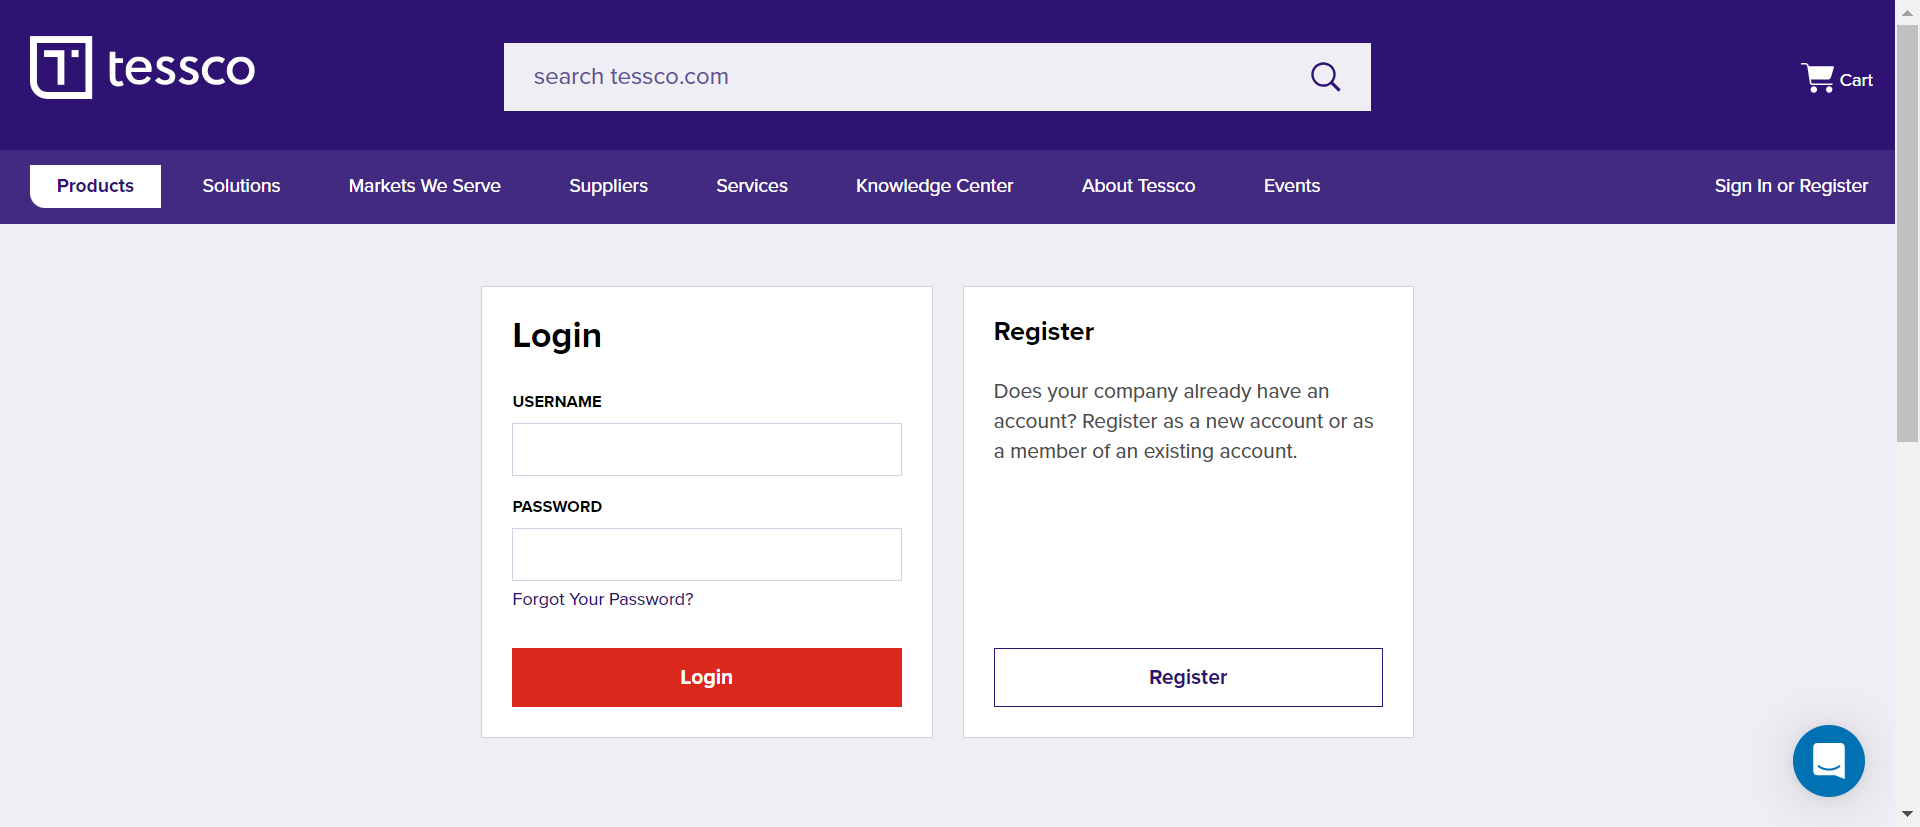 tessco
search tessco.com
Cart
Products
Solutions
Markets We Serve
Suppliers
Services
Knowledge Center
About Tessco
Events
Sign In or Register
Login
USERNAME
PASSWORD
Forgot Your Password?
Login
Register
Does your company already have an
account? Register as a new account or as
a member of an existing account.
Register